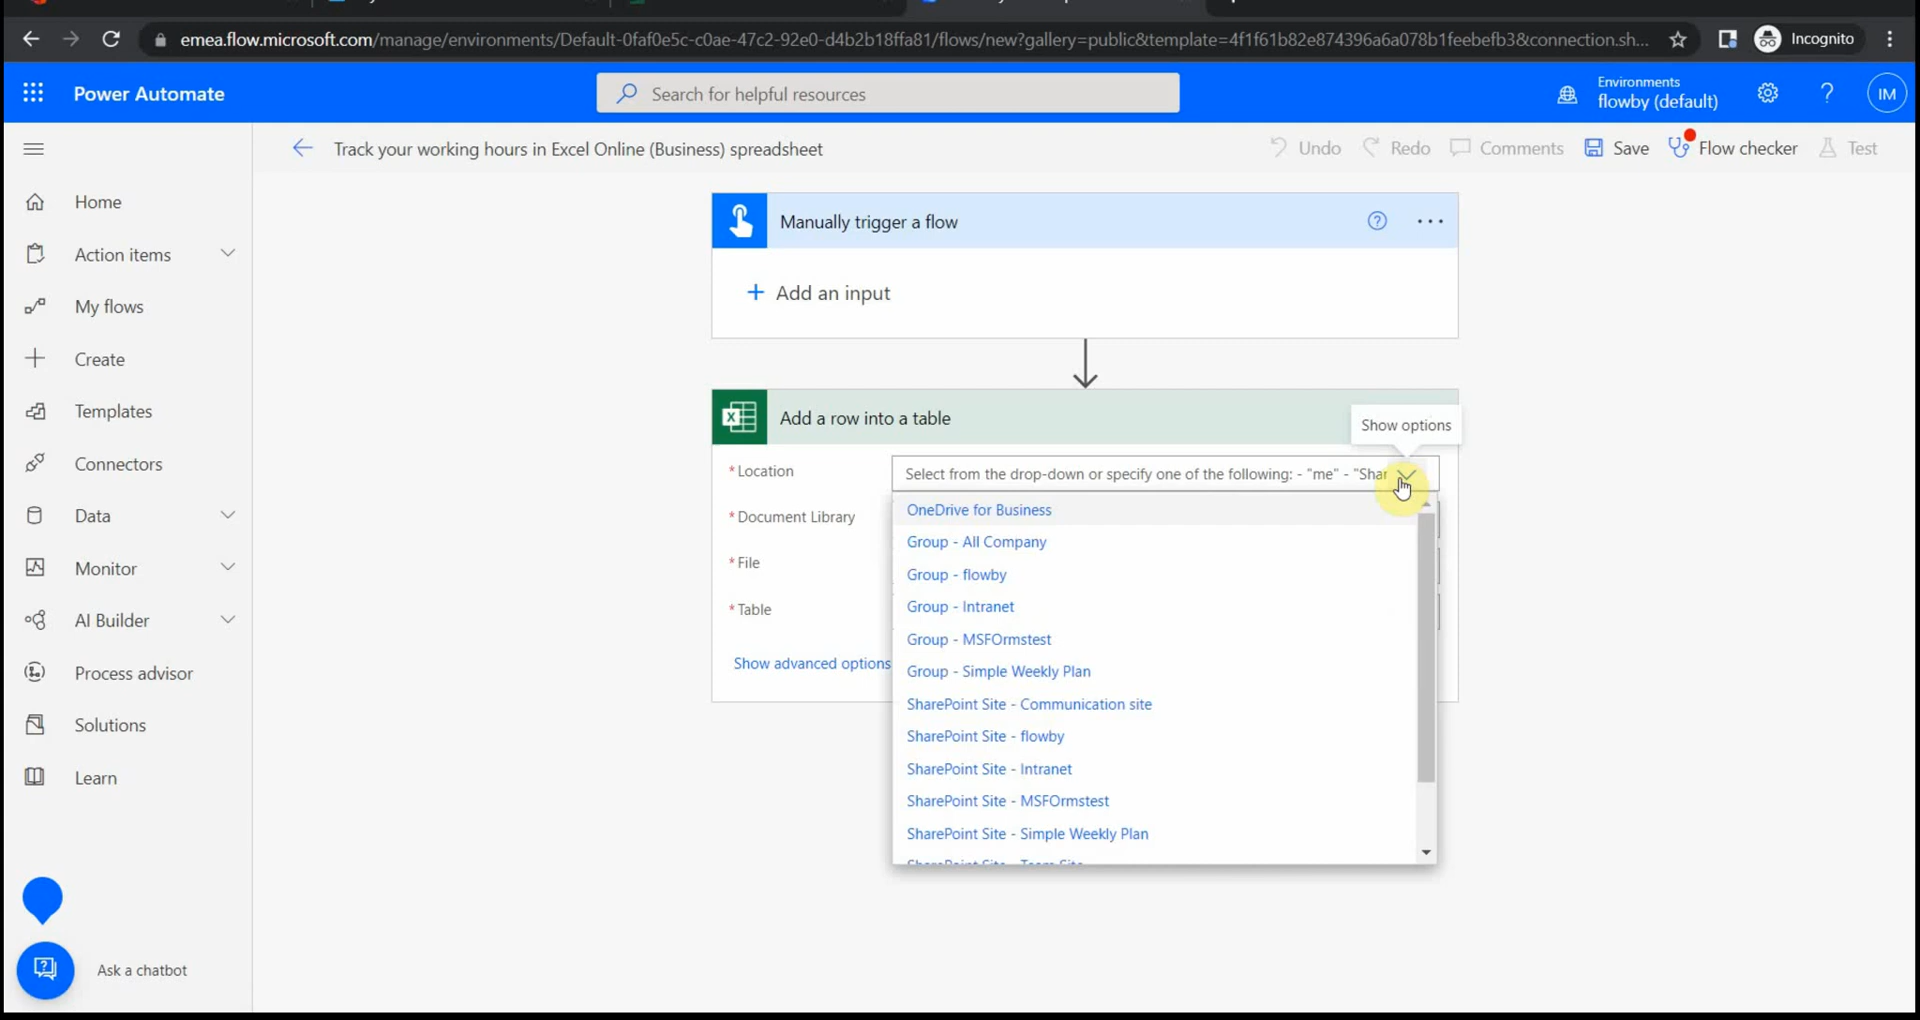 emea.flow.microsoft.com/manage/environments/Default-0faf0e5c-c0ae-47c2-92e0-d4b2b18ffa81/flows/new?gallery=public&template=4f1f61b82e874396a6a078b1feebefb3&connection.sh...
Incognito
Power Automate
Search for helpful resources
Environments
flowby (default)
?
IM
Track your working hours in Excel Online (Business) spreadsheet
Undo
Redo
Comments
Save
Flow checker
Test
Home
Action items
My flows
Create
Templates
Connectors
Data
Monitor
AI Builder
Process advisor
Solutions
Learn
Ask a chatbot
Manually trigger a flow
?
...
+ Add an input
Add a row into a table
Show options
* Location
Select from the drop-down or specify one of the following: - "me" - "Shar
* Document Library
* File
* Table
Show advanced options
OneDrive for Business
Group - All Company
Group - flowby
Group - Intranet
Group - MSFOrmstest
Group - Simple Weekly Plan
SharePoint Site - Communication site
SharePoint Site - flowby
SharePoint Site - Intranet
SharePoint Site - MSFOrmstest
SharePoint Site - Simple Weekly Plan
SharePoint Site - Team Site